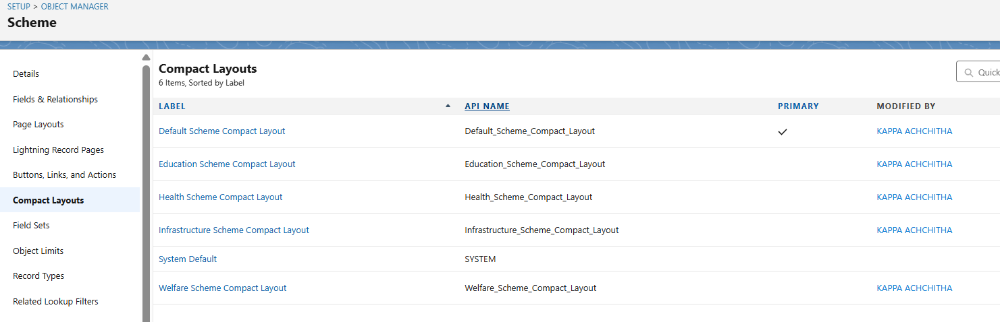 SETUP > OBJECT MANAGER
Scheme
Details
Fields & Relationships
Page Layouts
Lightning Record Pages
Buttons, Links, and Actions
Compact Layouts
Field Sets
Object Limits
Record Types
Related Lookup Filters
Compact Layouts
6 Items, Sorted by Label
Quick
LABEL API NAME PRIMARY MODIFIED BY
Default Scheme Compact Layout Default_Scheme_Compact_Layout KAPPA ACHCHITHA
Education Scheme Compact Layout Education_Scheme_Compact_Layout KAPPA ACHCHITHA
Health Scheme Compact Layout Health_Scheme_Compact_Layout KAPPA ACHCHITHA
Infrastructure Scheme Compact Layout Infrastructure_Scheme_Compact_Layout KAPPA ACHCHITHA
System Default SYSTEM
Welfare Scheme Compact Layout Welfare_Scheme_Compact_Layout KAPPA ACHCHITHA